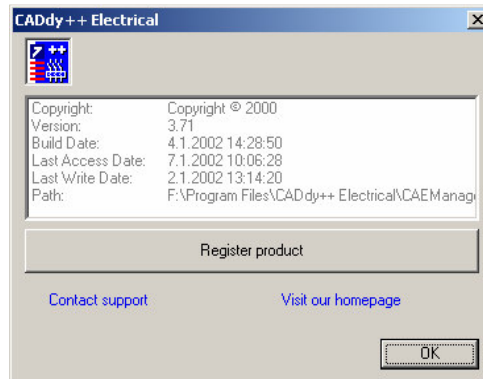 CADdy++ Electrical
7 ++
Copyright: Copyright © 2000
Version: 3.71
Build Date: 4.1.2002 14:28:50
Last Access Date: 7.1.2002 10:06:28
Last Write Date: 2.1.2002 13:14:20
Path: F:\Program Files\CADdy++ Electrical\CAEManag
Register product
Contact support Visit our homepage
OK